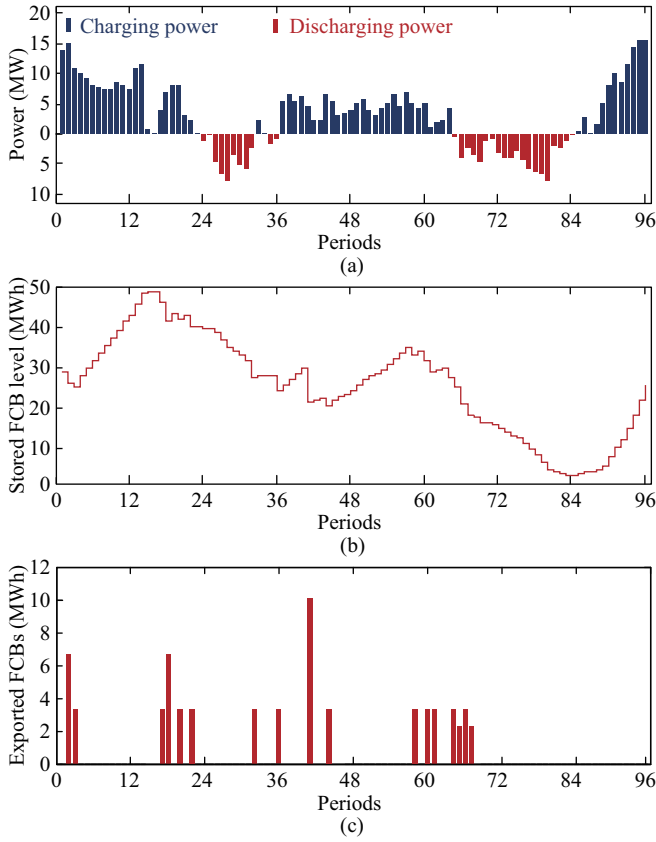 20
Charging power
Discharging power
15
10
5
0
5
10
Power (MW)
0 12 24 36 48 60 72 84 96
Periods
(a)
50
40
30
20
10
0
Stored FCB level (MWh)
0 12 24 36 48 60 72 84 96
Periods
(b)
12
10
8
6
4
2
0
Exported FCBs (MWh)
0 12 24 36 48 60 72 84 96
Periods
(c)